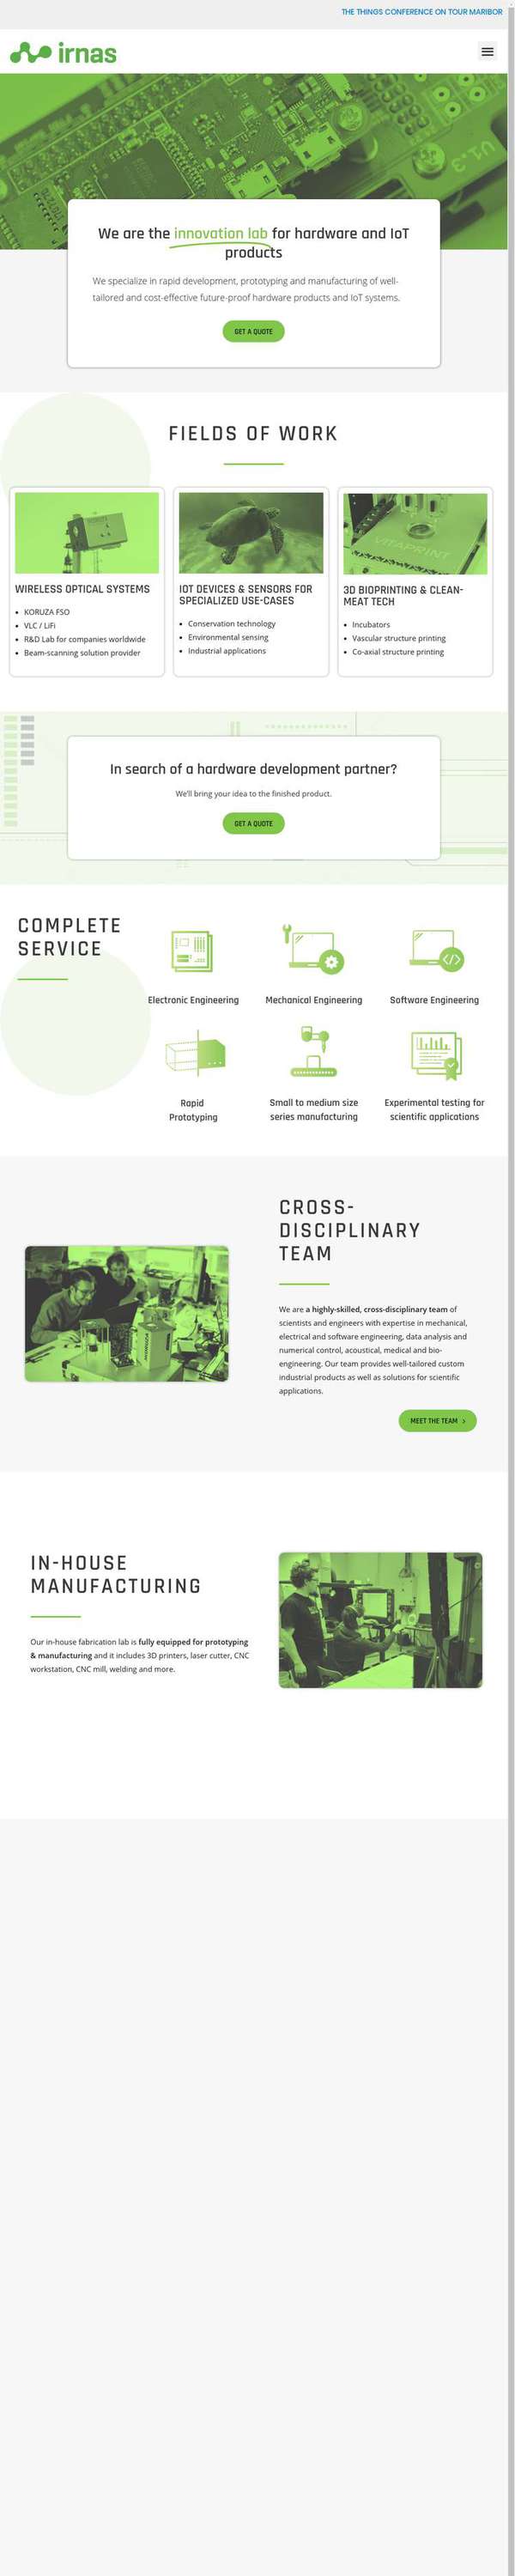 THE THINGS CONFERENCE ON TOUR MARIBOR
irnas
V1.3
We are the innovation lab for hardware and IoT
products
We specialize in rapid development, prototyping and manufacturing of well-
tailored and cost-effective future-proof hardware products and IoT systems.
GET A QUOTE
FIELDS OF WORK
WIRELESS OPTICAL SYSTEMS
• KORUZA FSO
• VLC / LiFi
• R&D Lab for companies worldwide
• Beam-scanning solution provider
IOT DEVICES & SENSORS FOR
SPECIALIZED USE-CASES
• Conservation technology
• Environmental sensing
• Industrial applications
VITAPRINT
3D BIOPRINTING & CLEAN-
MEAT TECH
• Incubators
• Vascular structure printing
• Co-axial structure printing
In search of a hardware development partner?
We'll bring your idea to the finished product.
GET A QUOTE
COMPLETE
SERVICE
Electronic Engineering
Mechanical Engineering
Software Engineering
Rapid
Prototyping
Small to medium size
series manufacturing
Experimental testing for
scientific applications
CROSS-
DISCIPLINARY
TEAM
We are a highly-skilled, cross-disciplinary team of
scientists and engineers with expertise in mechanical,
electrical and software engineering, data analysis and
numerical control, acoustical, medical and bio-
engineering. Our team provides well-tailored custom
industrial products as well as solutions for scientific
applications.
MEET THE TEAM >
IN-HOUSE
MANUFACTURING
Our in-house fabrication lab is fully equipped for prototyping
& manufacturing and it includes 3D printers, laser cutter, CNC
workstation, CNC mill, welding and more.